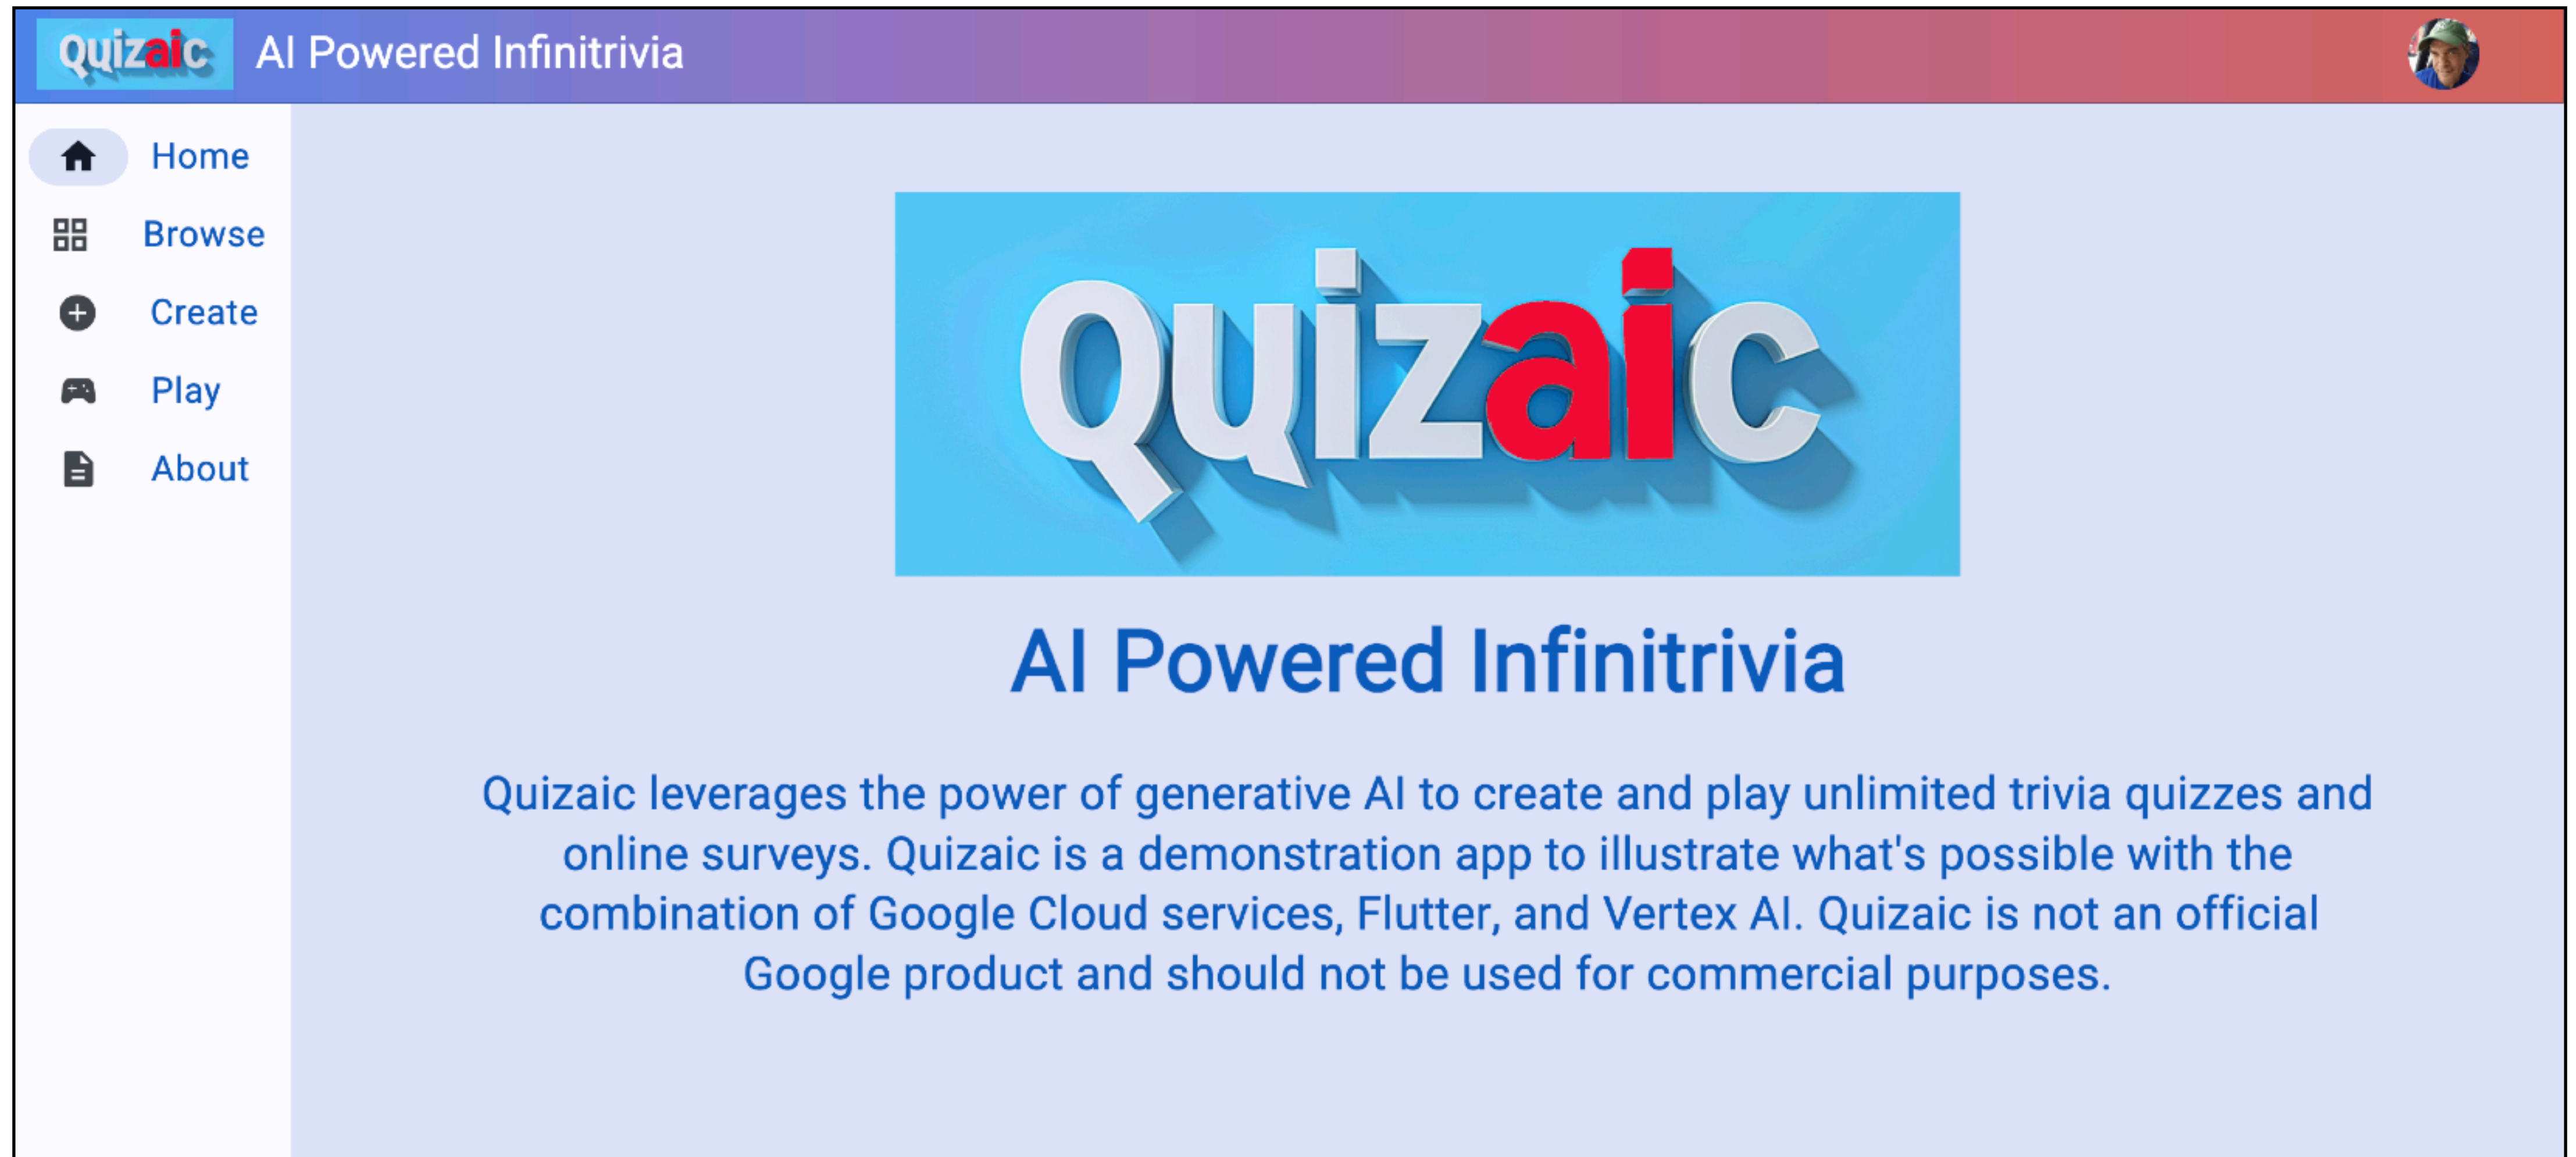 Quizaic AI Powered Infinitrivia
Home
Browse
Create
Play
About
Quizaic
AI Powered Infinitrivia
Quizaic leverages the power of generative AI to create and play unlimited trivia quizzes and
online surveys. Quizaic is a demonstration app to illustrate what's possible with the
combination of Google Cloud services, Flutter, and Vertex AI. Quizaic is not an official
Google product and should not be used for commercial purposes.